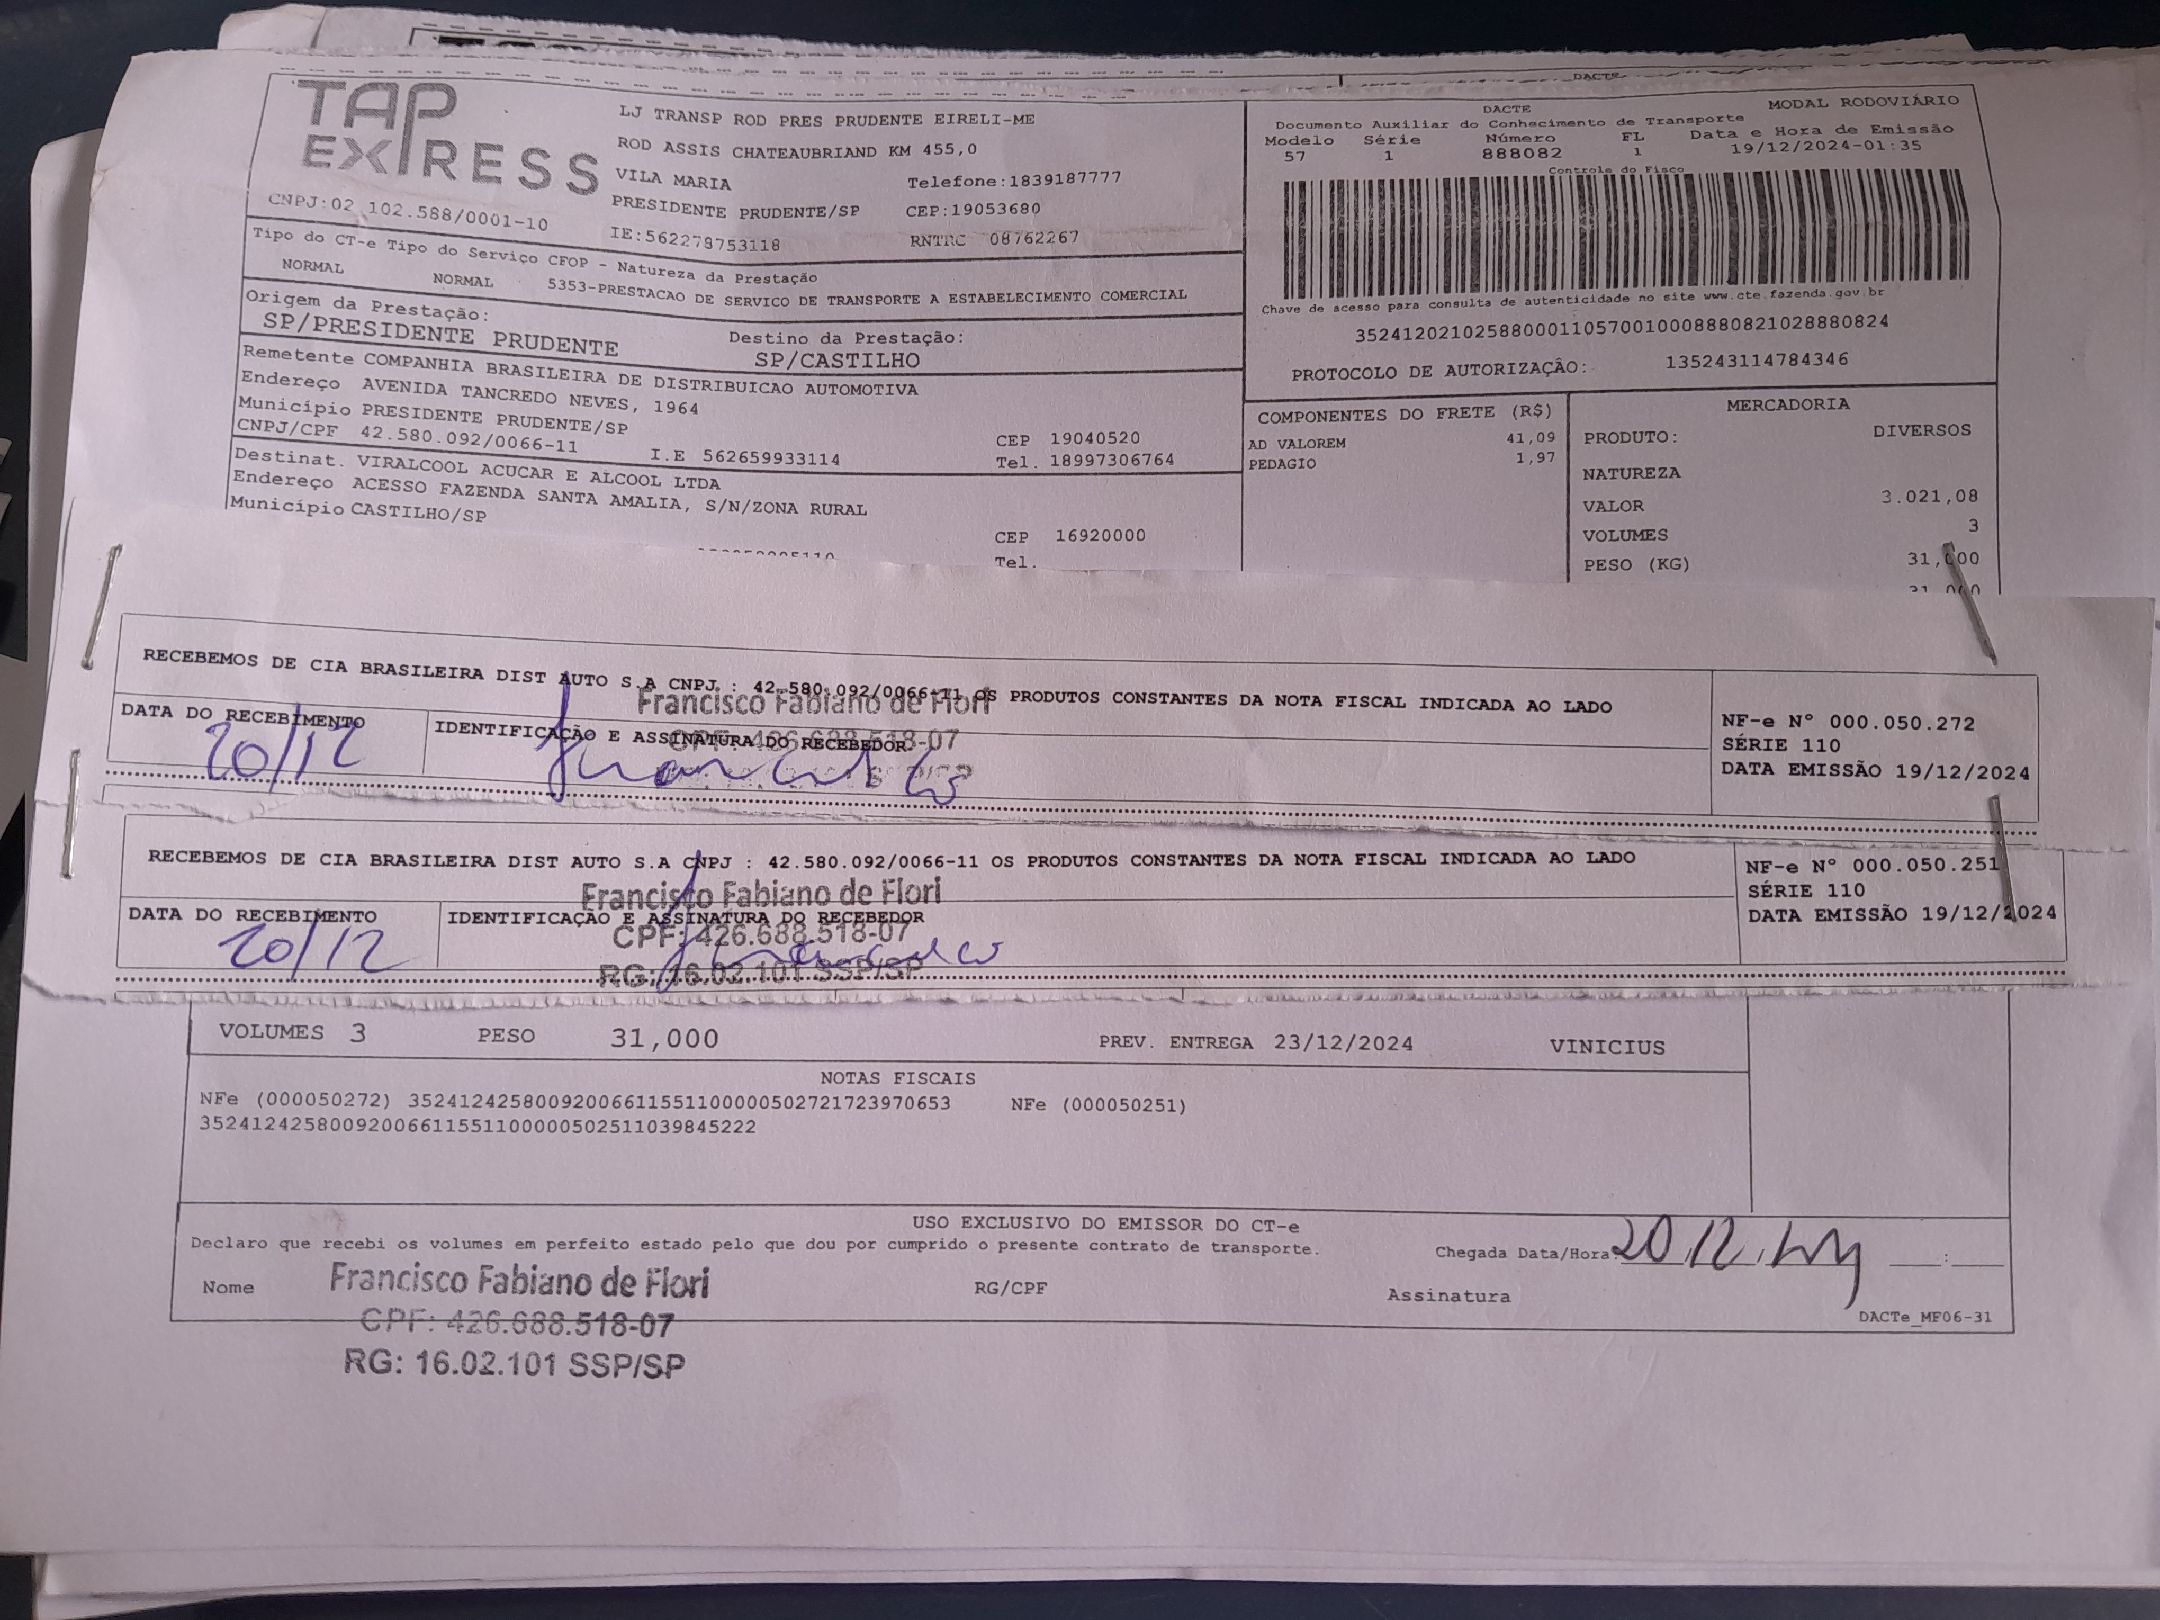 DACTE
TAP
EXPRESS
LJ TRANSP ROD PRES PRUDENTE EIRELI-ME
ROD ASSIS CHATEAUBRIAND KM 455,0
VILA MARIA Telefone:1839187777
PRESIDENTE PRUDENTE/SP CEP:19053680
CNPJ:02 102.588/0001-10 IE:562278753118 RNTRC 08762267
DACTE MODAL RODOVIÁRIO
Documento Auxiliar do Conhecimento de Transporte
Modelo Série Número FL Data e Hora de Emissão
57 1 888082 1 19/12/2024-01:35
Controle do Fisco
Chave de acesso para consulta de autenticidade no site www.cte.fazenda.gov.br
35241202102588000110570010008880821028880824
PROTOCOLO DE AUTORIZAÇÃO: 135243114784346
Tipo do CT-e Tipo do Serviço CFOP - Natureza da Prestação
NORMAL NORMAL 5353-PRESTACAO DE SERVICO DE TRANSPORTE A ESTABELECIMENTO COMERCIAL
Origem da Prestação: Destino da Prestação:
SP/PRESIDENTE PRUDENTE SP/CASTILHO
Remetente COMPANHIA BRASILEIRA DE DISTRIBUICAO AUTOMOTIVA
Endereço AVENIDA TANCREDO NEVES, 1964
Município PRESIDENTE PRUDENTE/SP CEP 19040520
CNPJ/CPF 42.580.092/0066-11 I.E 562659933114 Tel. 18997306764
Destinat. VIRALCOOL ACUCAR E ALCOOL LTDA
Endereço ACESSO FAZENDA SANTA AMALIA, S/N/ZONA RURAL
Município CASTILHO/SP CEP 16920000
Tel.
COMPONENTES DO FRETE (R$)
AD VALOREM 41,09
PEDAGIO 1,97
MERCADORIA
PRODUTO: DIVERSOS
NATUREZA
VALOR 3.021,08
VOLUMES 3
PESO (KG) 31,000
31,000
RECEBEMOS DE CIA BRASILEIRA DIST AUTO S.A CNPJ : 42.580.092/0066-11 OS PRODUTOS CONSTANTES DA NOTA FISCAL INDICADA AO LADO
Francisco Fabiano de Flori
DATA DO RECEBIMENTO IDENTIFICAÇÃO E ASSINATURA DO RECEBEDOR
CPF: 426.688.518-07
20/12
NF-e Nº 000.050.272
SÉRIE 110
DATA EMISSÃO 19/12/2024
RECEBEMOS DE CIA BRASILEIRA DIST AUTO S.A CNPJ : 42.580.092/0066-11 OS PRODUTOS CONSTANTES DA NOTA FISCAL INDICADA AO LADO
Francisco Fabiano de Flori
DATA DO RECEBIMENTO IDENTIFICAÇÃO E ASSINATURA DO RECEBEDOR
CPF: 426.688.518-07
20/12
RG: 16.02.101 SSP/SP
NF-e Nº 000.050.251
SÉRIE 110
DATA EMISSÃO 19/12/2024
VOLUMES 3 PESO 31,000 PREV. ENTREGA 23/12/2024 VINICIUS
NOTAS FISCAIS
NFe (000050272) 35241242580092006611551100000502721723970653 NFe (000050251)
35241242580092006611551100000502511039845222
USO EXCLUSIVO DO EMISSOR DO CT-e
Declaro que recebi os volumes em perfeito estado pelo que dou por cumprido o presente contrato de transporte. Chegada Data/Hora: 20/12/24 :
Nome Francisco Fabiano de Flori RG/CPF Assinatura
CPF: 426.688.518-07
DACTe_MF06-31
RG: 16.02.101 SSP/SP